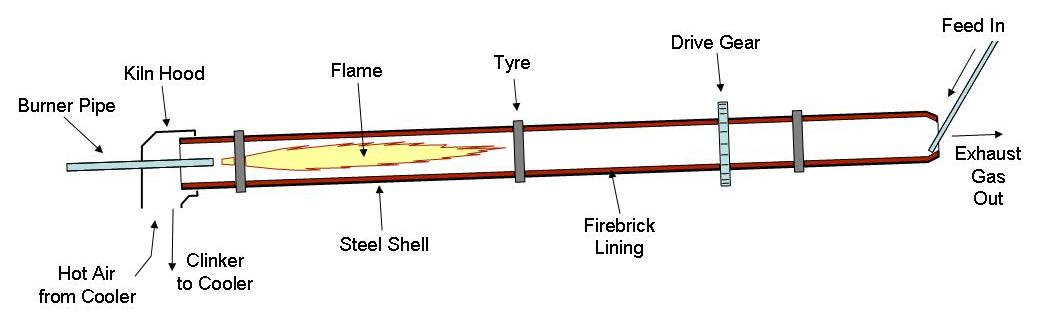 Feed In
Drive Gear
Tyre
Flame
Kiln Hood
Burner Pipe
Exhaust
Gas
Out
Firebrick
Lining
Steel Shell
Clinker
to Cooler
Hot Air
from Cooler